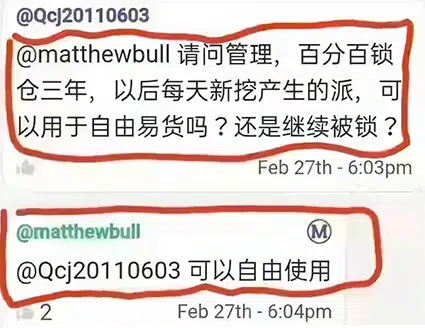 @Qcj20110603
@matthewbull 请问管理，百分百锁
仓三年，以后每天新挖产生的派，可
以用于自由易货吗？还是继续被锁？
Feb 27th - 6:03pm
@matthewbull Ⓜ
@Qcj20110603 可以自由使用
2 Feb 27th - 6:04pm